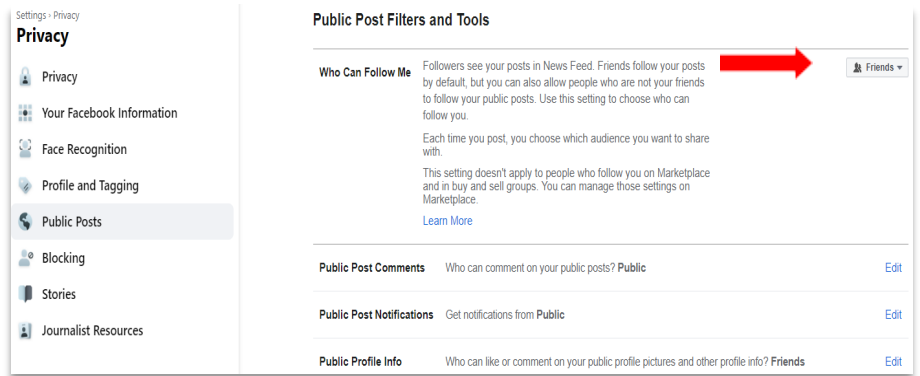 Settings › Privacy
Privacy
Privacy
Your Facebook Information
Face Recognition
Profile and Tagging
Public Posts
Blocking
Stories
Journalist Resources
Public Post Filters and Tools
Who Can Follow Me
Followers see your posts in News Feed. Friends follow your posts
by default, but you can also allow people who are not your friends
to follow your public posts. Use this setting to choose who can
follow you.
Each time you post, you choose which audience you want to share
with.
This setting doesn't apply to people who follow you on Marketplace
and in buy and sell groups. You can manage those settings on
Marketplace.
Learn More
Friends
Public Post Comments Who can comment on your public posts? Public Edit
Public Post Notifications Get notifications from Public Edit
Public Profile Info Who can like or comment on your public profile pictures and other profile info? Friends Edit